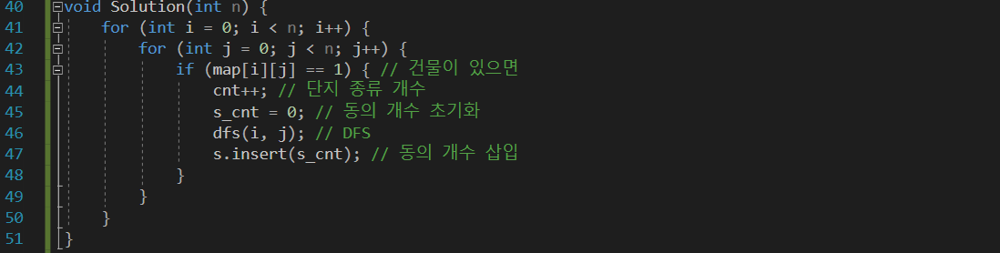 40 void Solution(int n) {
41 for (int i = 0; i < n; i++) {
42 for (int j = 0; j < n; j++) {
43 if (map[i][j] == 1) { // 건물이 있으면
44 cnt++; // 단지 종류 개수
45 s_cnt = 0; // 동의 개수 초기화
46 dfs(i, j); // DFS
47 s.insert(s_cnt); // 동의 개수 삽입
48 }
49 }
50 }
51 }